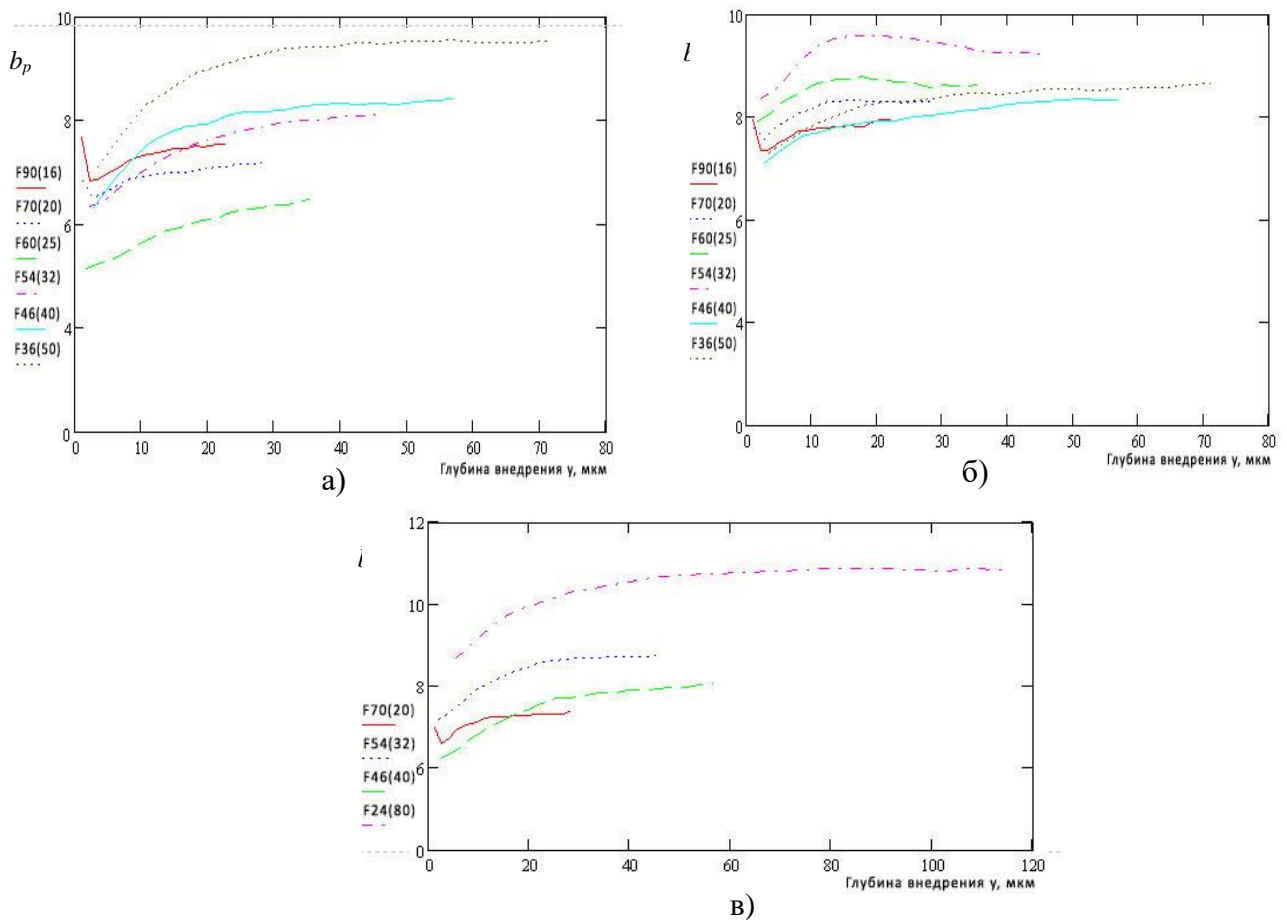 10
b_p
8
F90(16)
F70(20)
6
F60(25)
F54(32)
4
F46(40)
F36(50)
0
0 10 20 30 40 50 60 70 80
Глубина внедрения y, мкм
а)
10
8
F90(16)
F70(20)
6
F60(25)
F54(32)
4
F46(40)
F36(50)
0
0 10 20 30 40 50 60 70 80
Глубина внедрения y, мкм
б)
12
10
8
F70(20)
F54(32)
6
F46(40)
F24(80)
0
0 20 40 60 80 100 120
Глубина внедрения y, мкм
в)